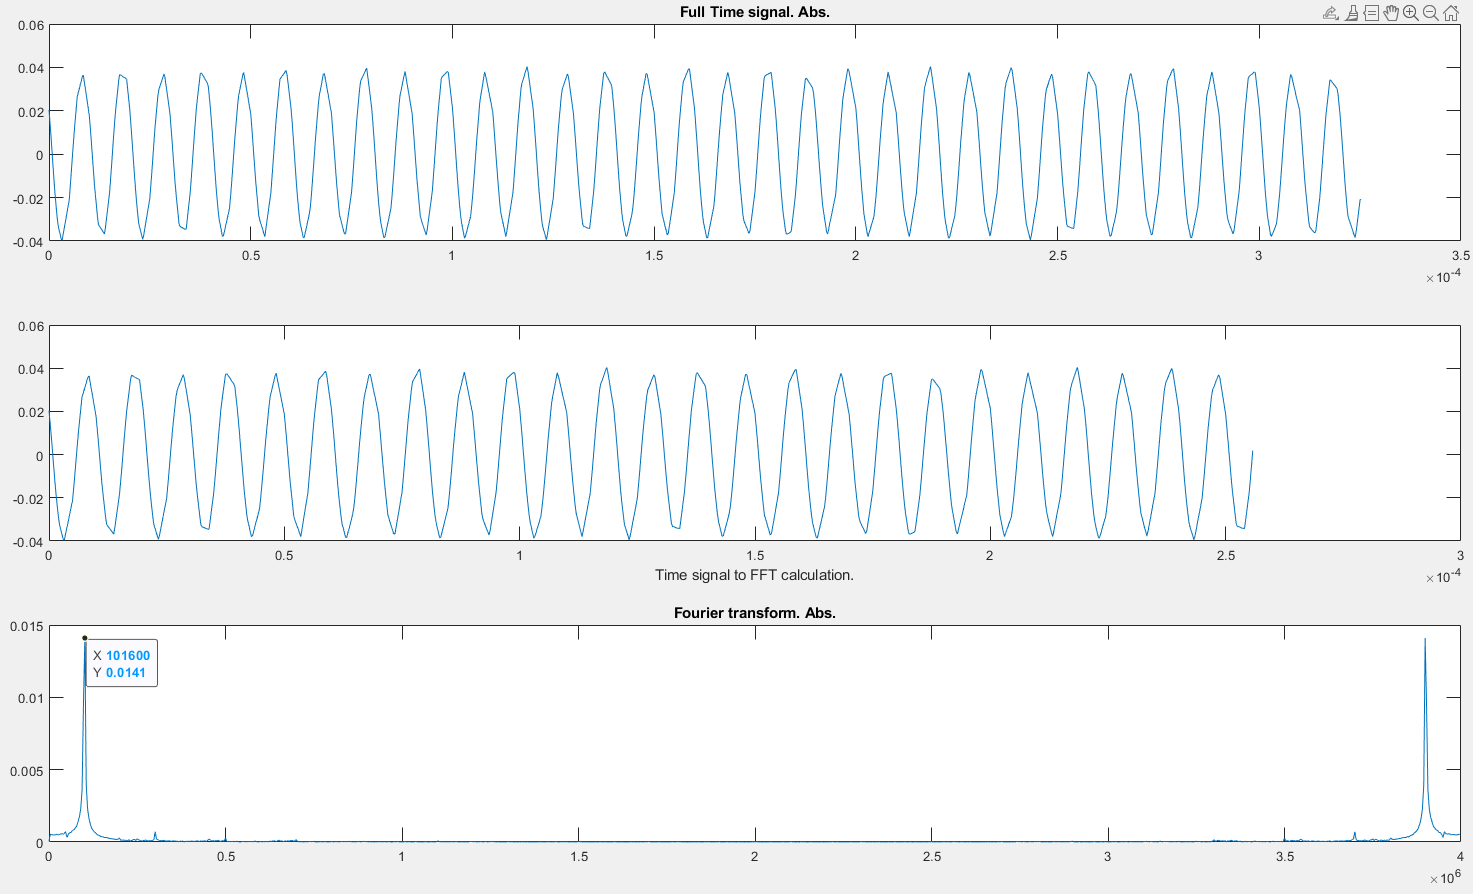 Full Time signal. Abs.
0.06
0.04
0.02
0
-0.02
-0.04
0 0.5 1 1.5 2 2.5 3 3.5
×10-4
0.06
0.04
0.02
0
-0.02
-0.04
0 0.5 1 1.5 2 2.5 3
Time signal to FFT calculation.
×10-4
Fourier transform. Abs.
0.015
X 101600
Y 0.0141
0.01
0.005
0
0 0.5 1 1.5 2 2.5 3 3.5 4
×106